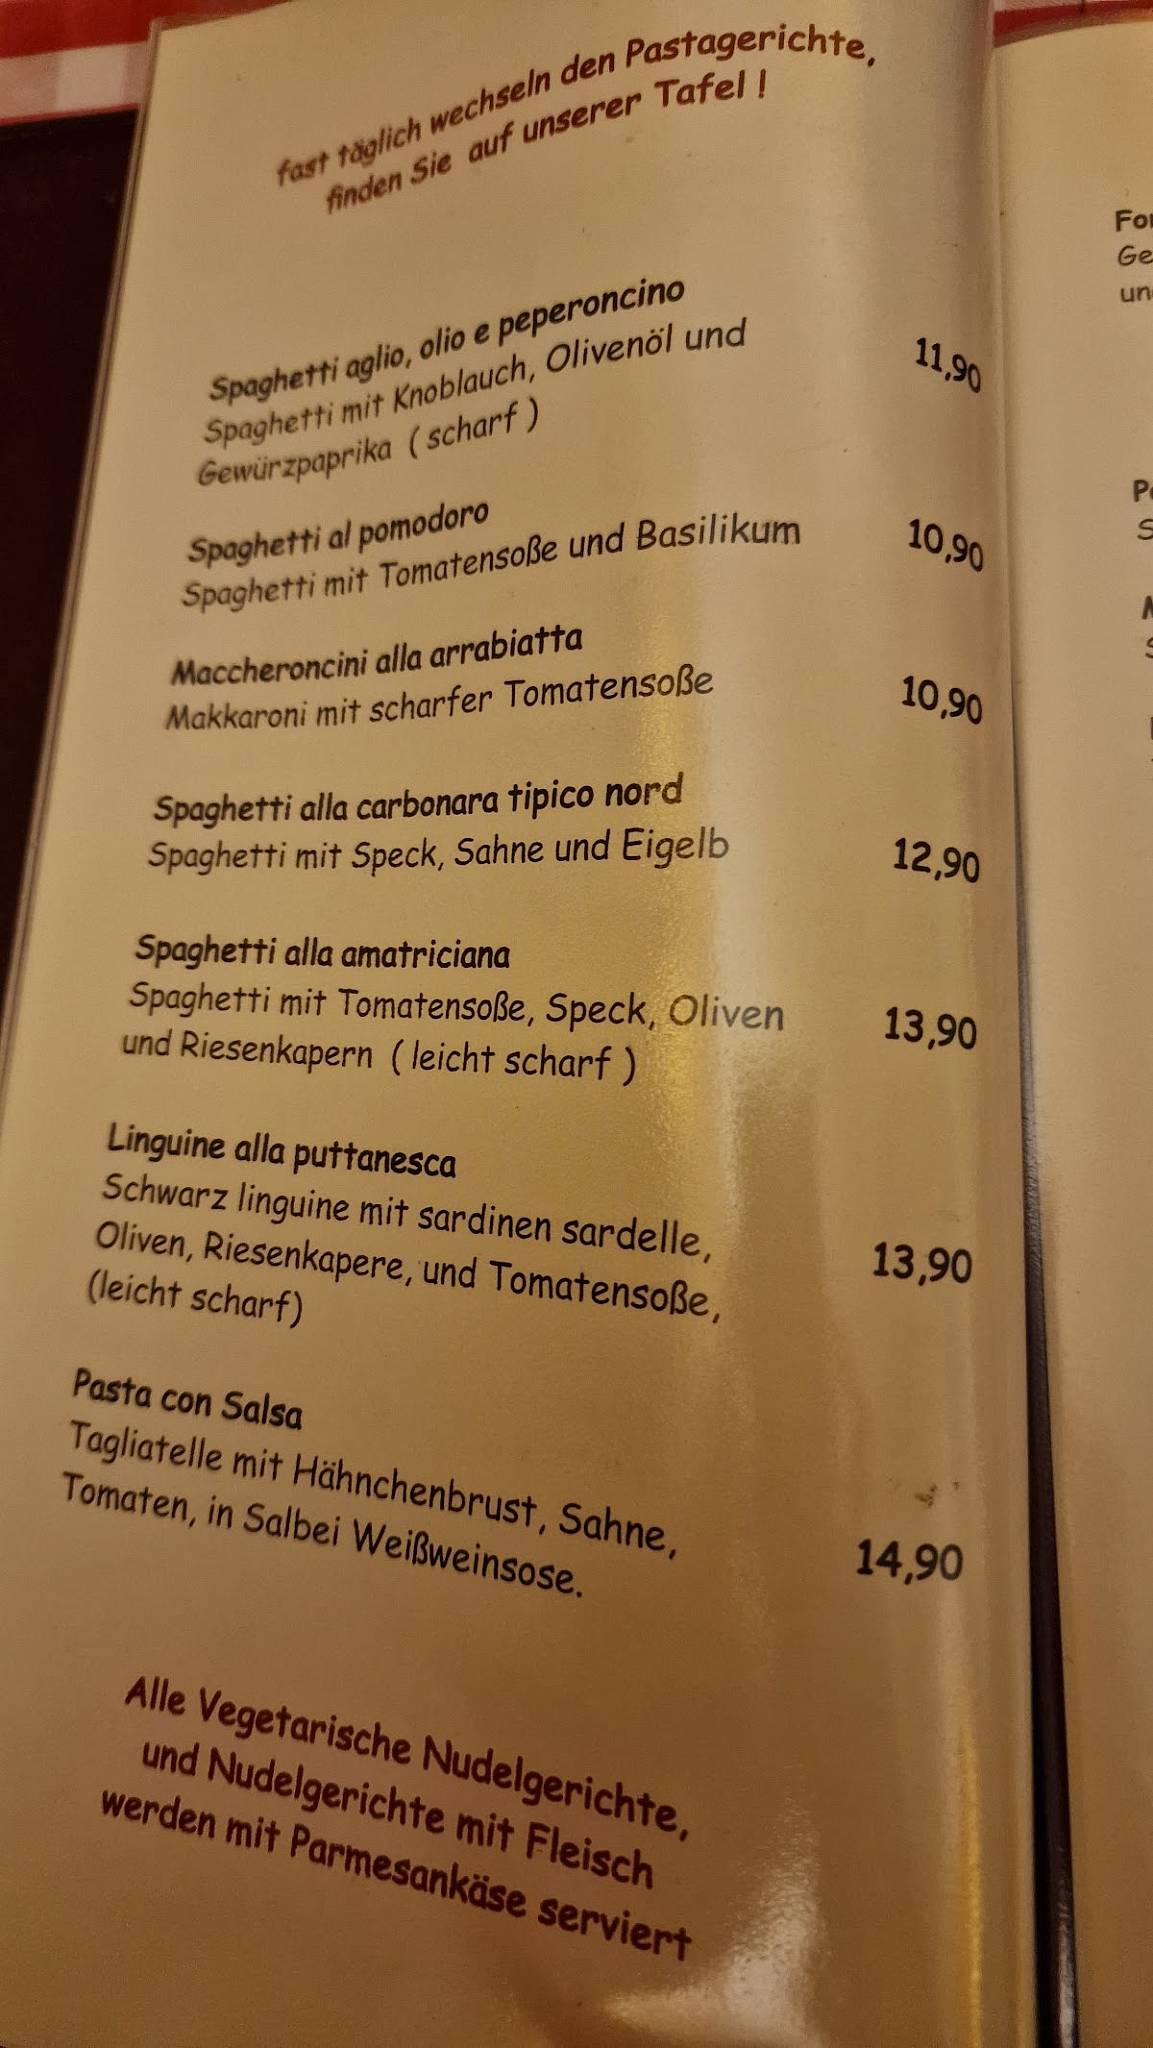 fast täglich wechseln den Pastagerichte,
finden Sie auf unserer Tafel !
Spaghetti aglio, olio e peperoncino
Spaghetti mit Knoblauch, Olivenöl und
Gewürzpaprika ( scharf )
11,90
Spaghetti al pomodoro
Spaghetti mit Tomatensoße und Basilikum
10,90
Maccheroncini alla arrabiatta
Makkaroni mit scharfer Tomatensoße
10,90
Spaghetti alla carbonara tipico nord
Spaghetti mit Speck, Sahne und Eigelb
12,90
Spaghetti alla amatriciana
Spaghetti mit Tomatensoße, Speck, Oliven
und Riesenkapern ( leicht scharf )
13,90
Linguine alla puttanesca
Schwarz linguine mit sardinen sardelle,
Oliven, Riesenkapere, und Tomatensoße,
(leicht scharf)
13,90
Pasta con Salsa
Tagliatelle mit Hähnchenbrust, Sahne,
Tomaten, in Salbei Weißweinsose.
14,90
Alle Vegetarische Nudelgerichte,
und Nudelgerichte mit Fleisch
werden mit Parmesankäse serviert